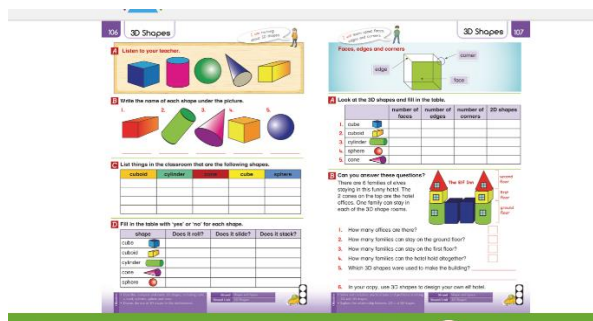 106 3D Shapes
I am learning about 3D shapes.
A Listen to your teacher.
B Write the name of each shape under the picture.
1. 2. 3. 4. 5.
C List things in the classroom that are the following shapes.
cuboid cylinder cone cube sphere
D Fill in the table with 'yes' or 'no' for each shape.
shape Does it roll? Does it slide? Does it stack?
cube
cuboid
cylinder
cone
sphere
3D Shapes 107
Faces, edges and corners
corner
edge
face
A Look at the 3D shapes and fill in the table.
number of faces number of edges number of corners 2D shapes
1. cube
2. cuboid
3. cylinder
4. sphere
5. cone
B Can you answer these questions?
There are 6 families of elves
staying in this funny hotel. The
2 cones on the top are the hotel
offices. One family can stay in
each of the 3D shape rooms.
The Elf Inn
second floor
first floor
ground floor
1. How many offices are there?
2. How many families can stay on the ground floor?
3. How many families can stay on the first floor?
4. How many families can the hotel hold altogether?
5. Which 3D shapes were used to make the building?
6. In your copy, use 3D shapes to design your own elf hotel.